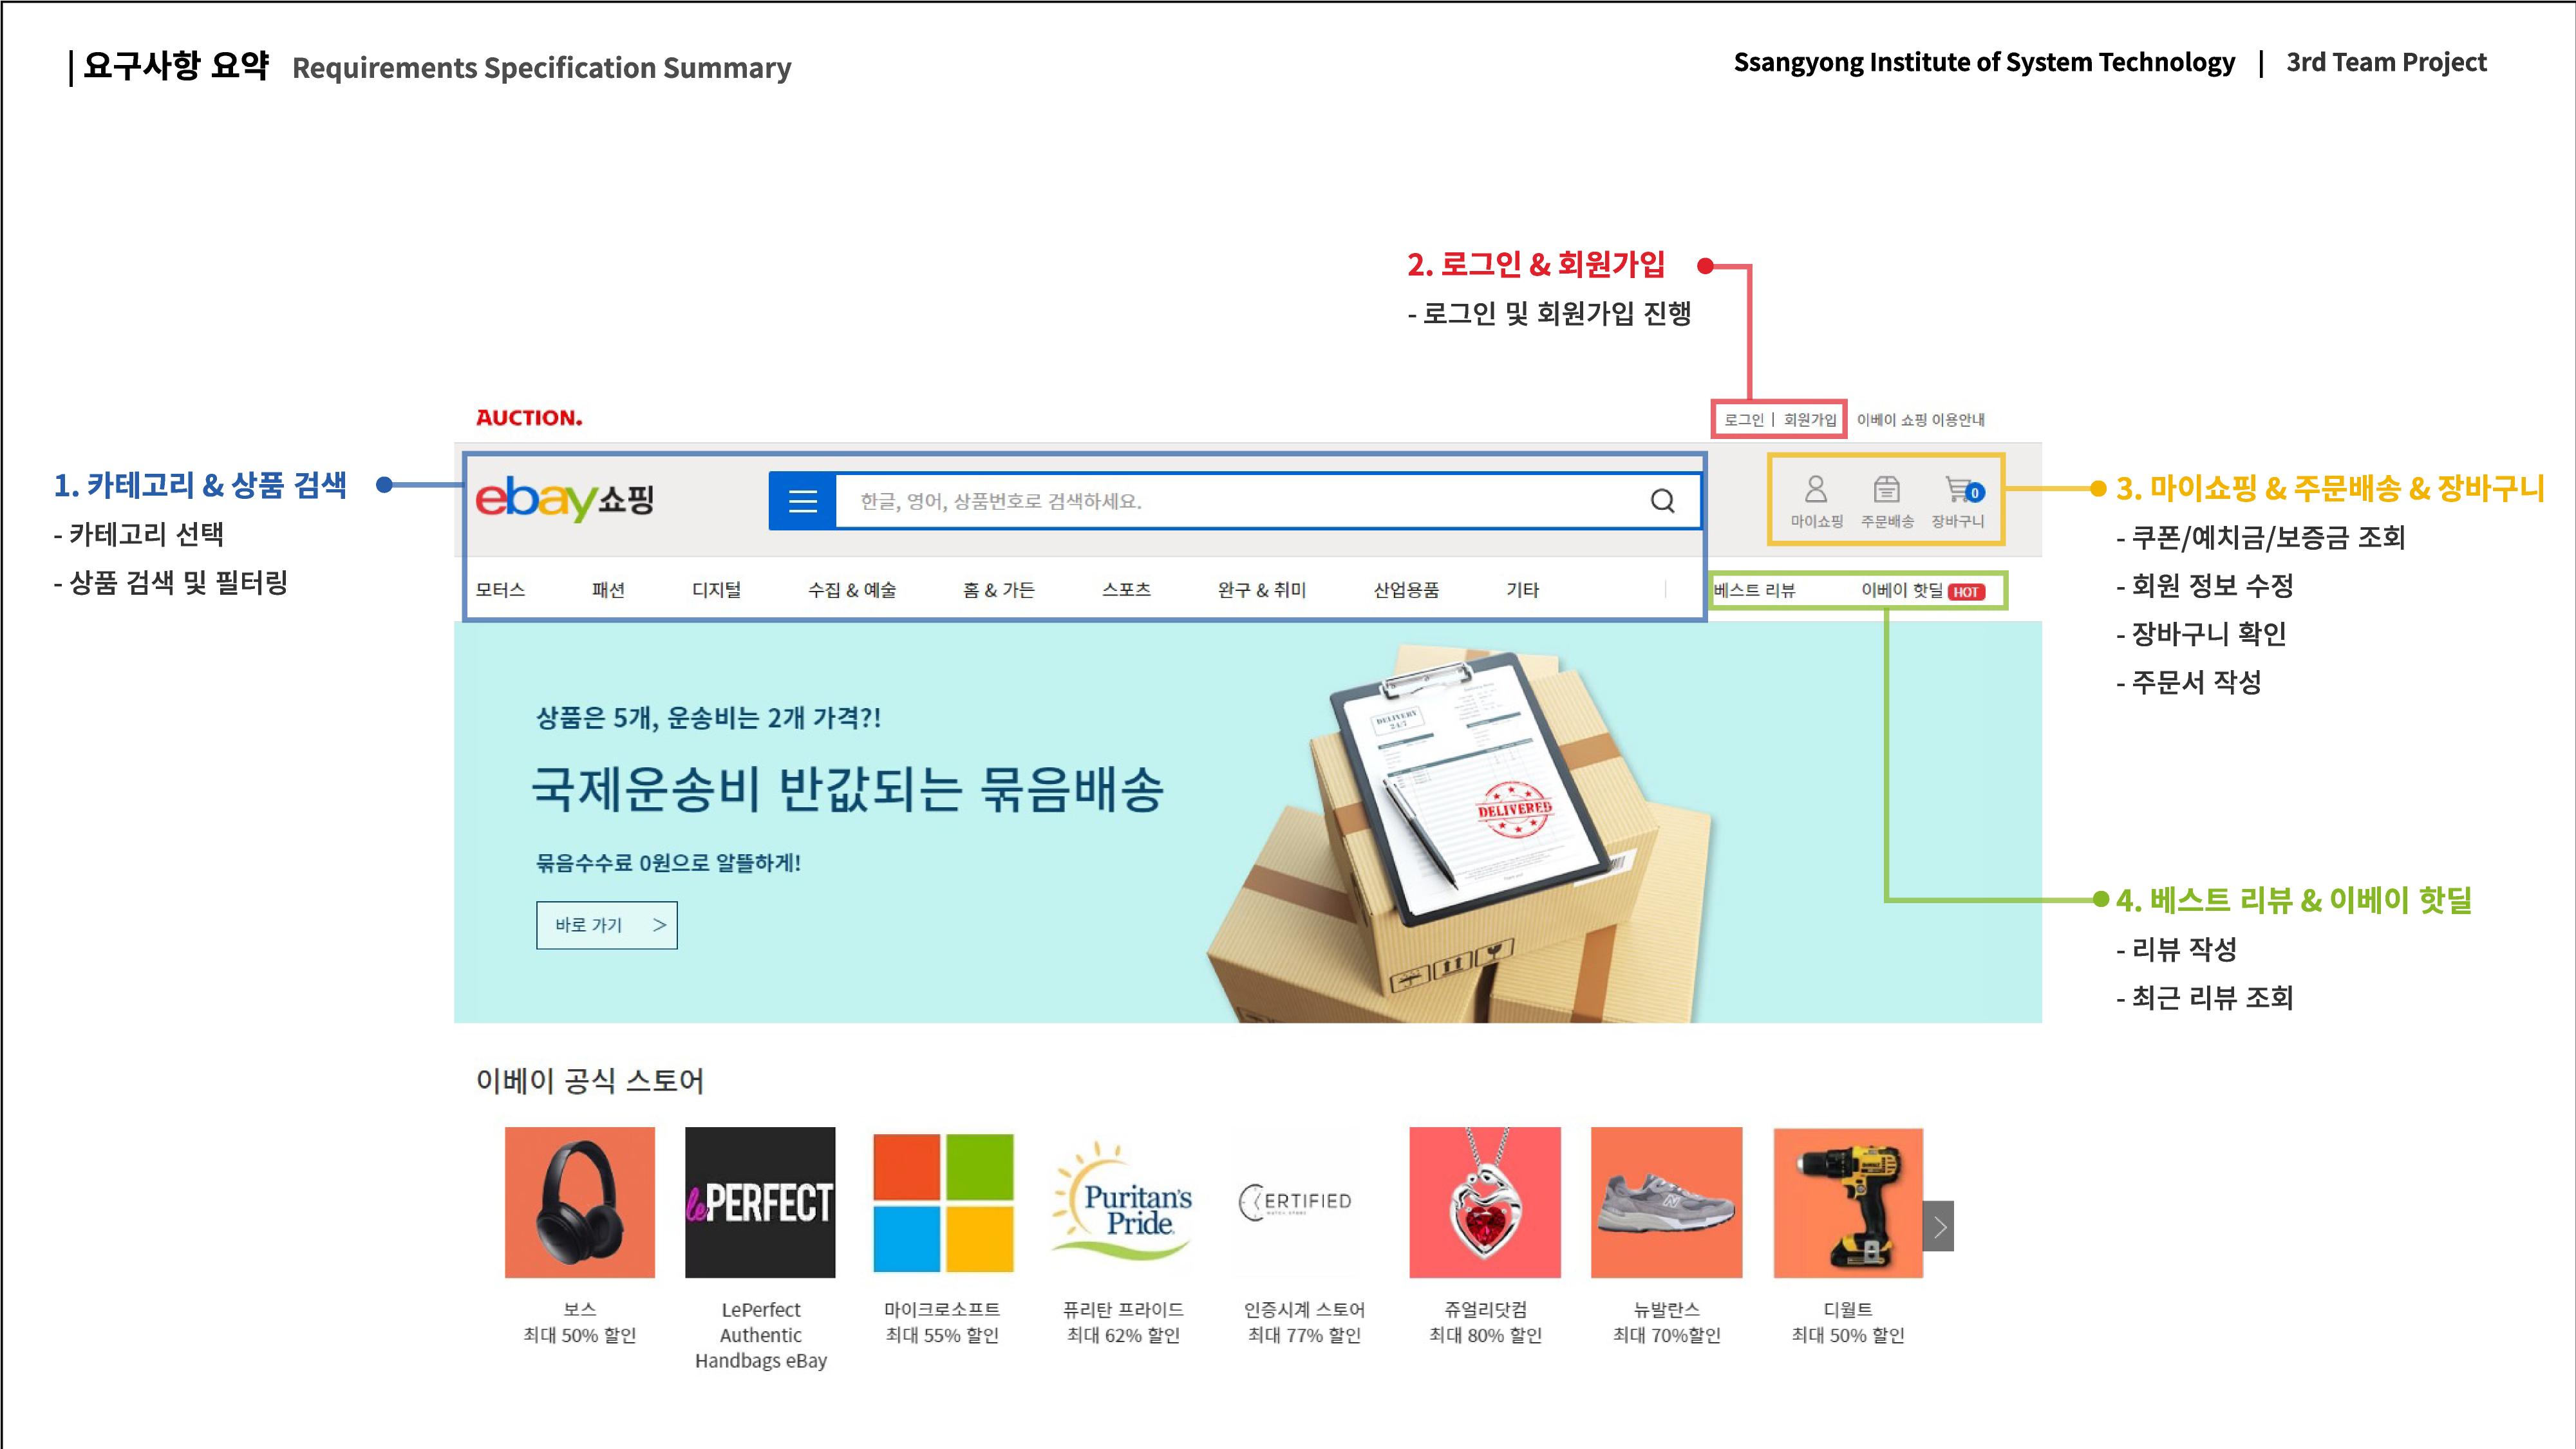 요구사항 요약 Requirements Specification Summary
Ssangyong Institute of System Technology | 3rd Team Project
2. 로그인 & 회원가입
- 로그인 및 회원가입 진행
AUCTION.
로그인 | 회원가입 이베이 쇼핑 이용안내
1. 카테고리 & 상품 검색
- 카테고리 선택
- 상품 검색 및 필터링
ebay쇼핑
한글, 영어, 상품번호로 검색하세요.
0
마이쇼핑 주문배송 장바구니
3. 마이쇼핑 & 주문배송 & 장바구니
- 쿠폰/예치금/보증금 조회
- 회원 정보 수정
- 장바구니 확인
- 주문서 작성
모터스 패션 디지털 수집 & 예술 홈 & 가든 스포츠 완구 & 취미 산업용품 기타 베스트 리뷰 이베이 핫딜 HOT
상품은 5개, 운송비는 2개 가격?!
국제운송비 반값되는 묶음배송
묶음수수료 0원으로 알뜰하게!
바로 가기 >
DELIVERY
24/7
DELIVERED
4. 베스트 리뷰 & 이베이 핫딜
- 리뷰 작성
- 최근 리뷰 조회
이베이 공식 스토어
lePERFECT
Puritan's
Pride
CERTIFIED
WATCH STORE
보스
최대 50% 할인
LePerfect
Authentic
Handbags eBay
마이크로소프트
최대 55% 할인
퓨리탄 프라이드
최대 62% 할인
인증시계 스토어
최대 77% 할인
쥬얼리닷컴
최대 80% 할인
뉴발란스
최대 70%할인
디월트
최대 50% 할인